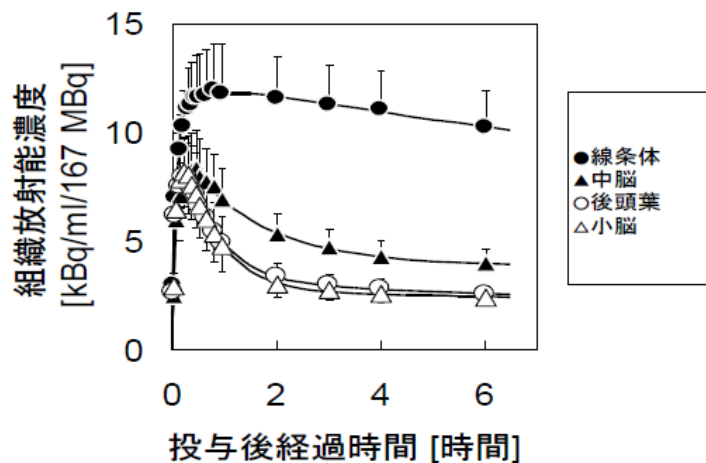 組織放射能濃度
[kBq/ml/167 MBq]
15
10
5
0
0
2
4
6
投与後経過時間 [時間]
●線条体
▲中脳
○後頭葉
△小脳